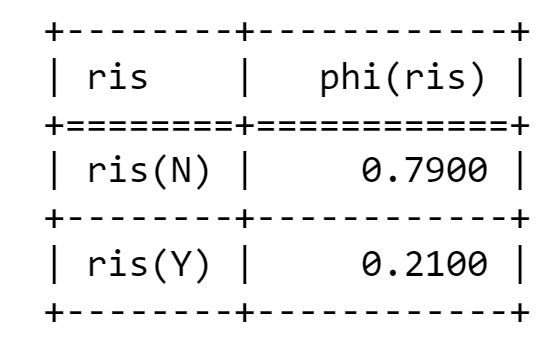 +--------+------------+
| ris    |   phi(ris) |
+========+============+
| ris(N) |     0.7900 |
+--------+------------+
| ris(Y) |     0.2100 |
+--------+------------+